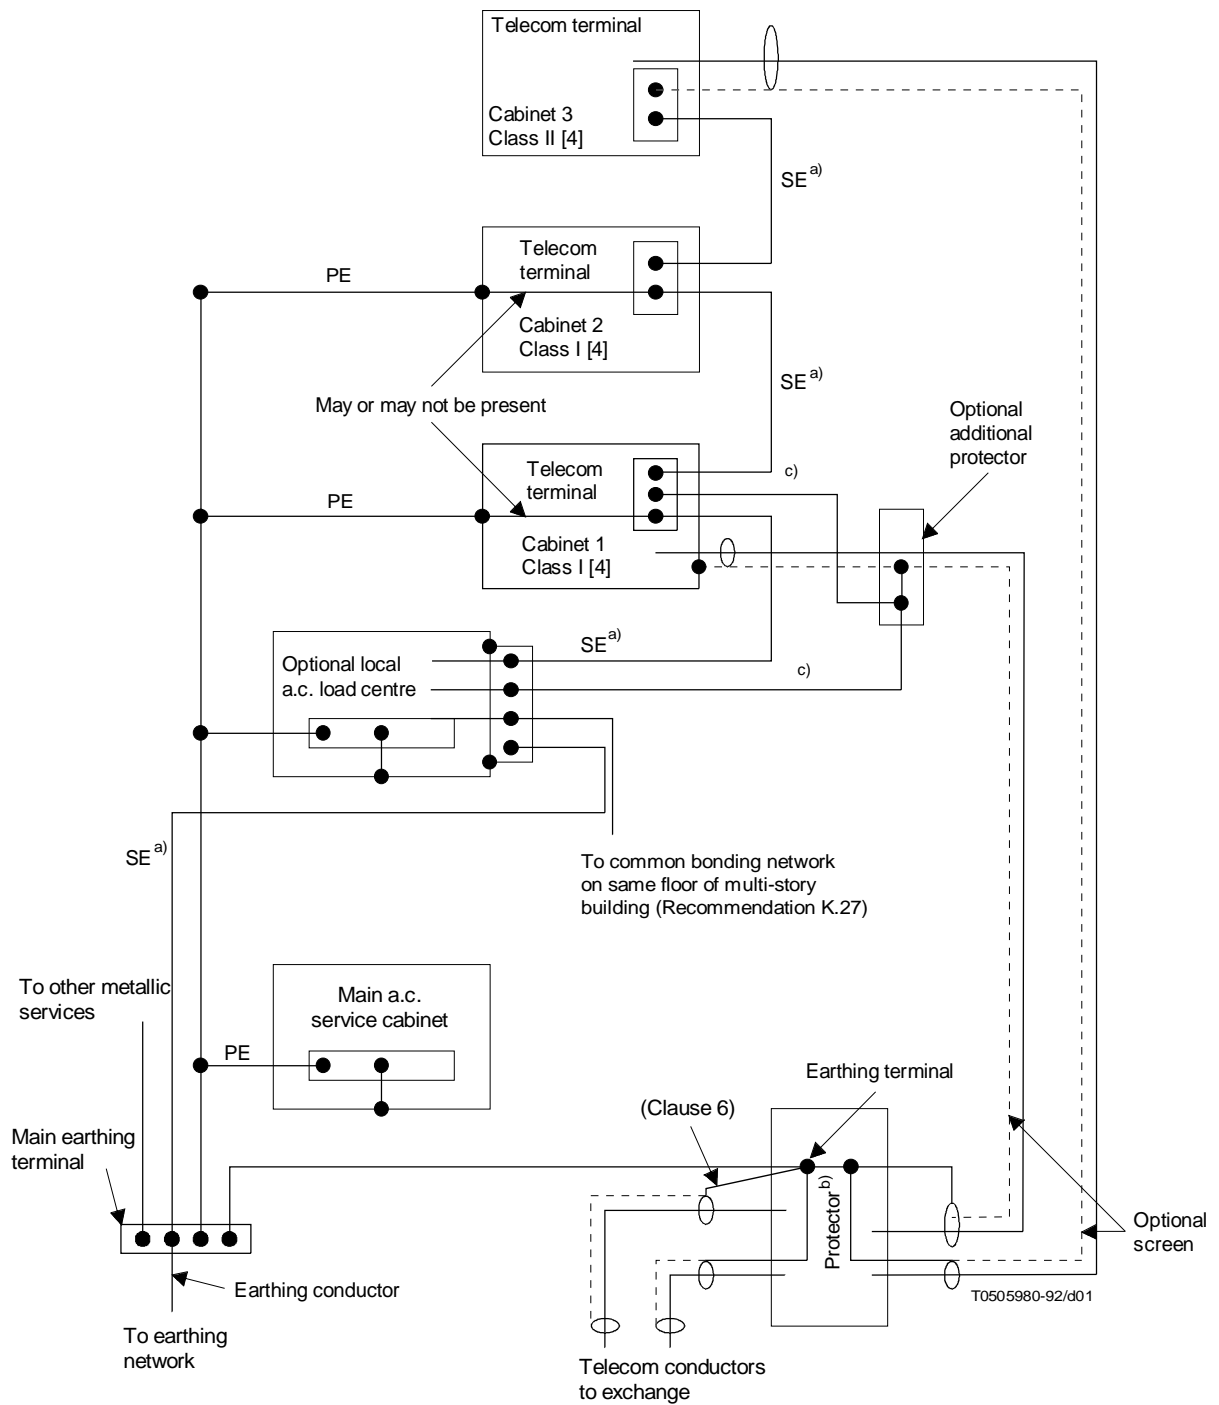 Telecom terminal
Cabinet 3
Class II [4]
SE a)
Telecom
terminal
PE
Cabinet 2
Class I [4]
SE a)
May or may not be present
Optional
additional
protector
Telecom
terminal
c)
PE
Cabinet 1
Class I [4]
SE a)
Optional local
a.c. load centre
c)
SE a)
To common bonding network
on same floor of multi-story
building (Recommendation K.27)
To other metallic
services
Main a.c.
service cabinet
PE
Earthing terminal
(Clause 6)
Main earthing
terminal
Protector b)
Optional
screen
Earthing conductor
T0505980-92/d01
To earthing
network
Telecom conductors
to exchange